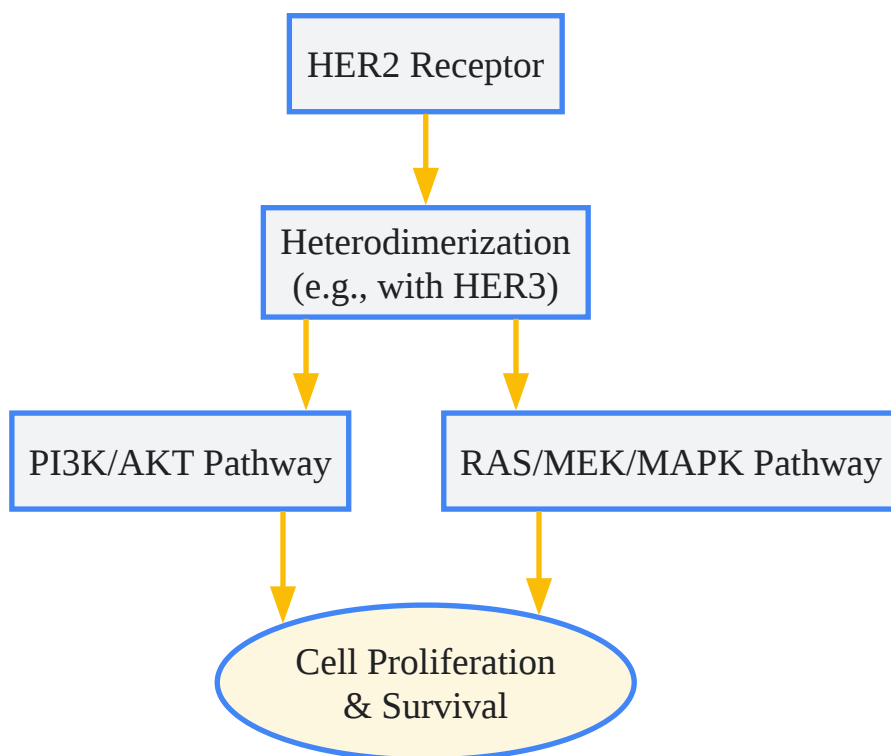 HER2 Receptor
Heterodimerization
(e.g., with HER3)
PI3K/AKT Pathway
RAS/MEK/MAPK Pathway
Cell Proliferation
& Survival